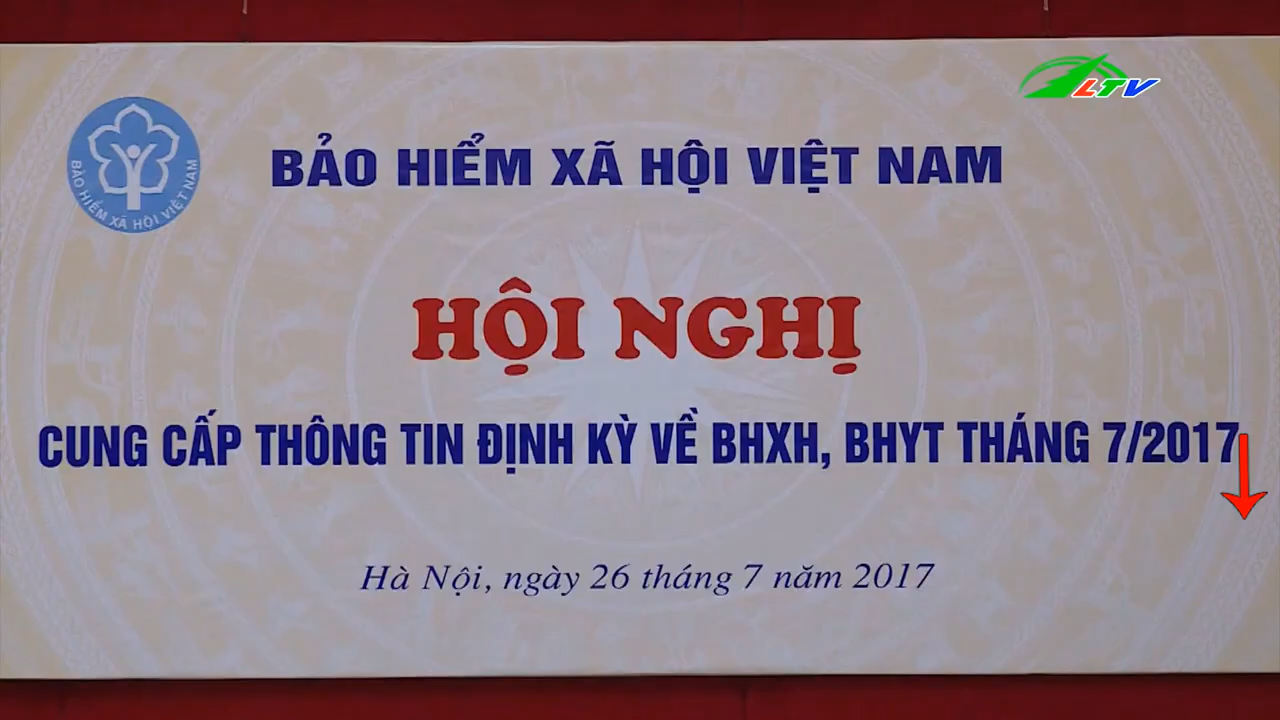 LTV
BẢO HIỂM XÃ HỘI VIỆT NAM
BẢO HIỂM XÃ HỘI VIỆT NAM
HỘI NGHỊ
CUNG CẤP THÔNG TIN ĐỊNH KỲ VỀ BHXH, BHYT THÁNG 7/2017
Hà Nội, ngày 26 tháng 7 năm 2017